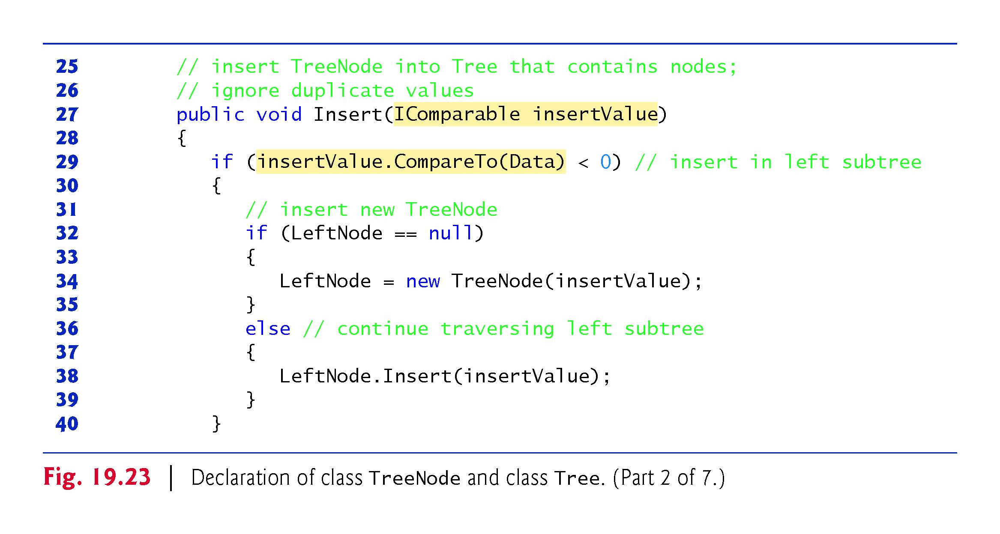 25 // insert TreeNode into Tree that contains nodes;
26 // ignore duplicate values
27 public void Insert(IComparable insertValue)
28 {
29 if (insertValue.CompareTo(Data) < 0) // insert in left subtree
30 {
31 // insert new TreeNode
32 if (LeftNode == null)
33 {
34 LeftNode = new TreeNode(insertValue);
35 }
36 else // continue traversing left subtree
37 {
38 LeftNode.Insert(insertValue);
39 }
40 }
Fig. 19.23 | Declaration of class TreeNode and class Tree. (Part 2 of 7.)